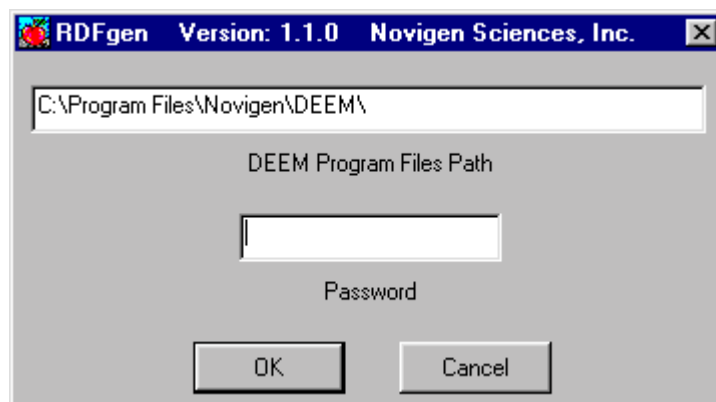 RDFgen Version: 1.1.0 Novigen Sciences, Inc.
C:\Program Files\Novigen\DEEM\
DEEM Program Files Path
Password
OK Cancel